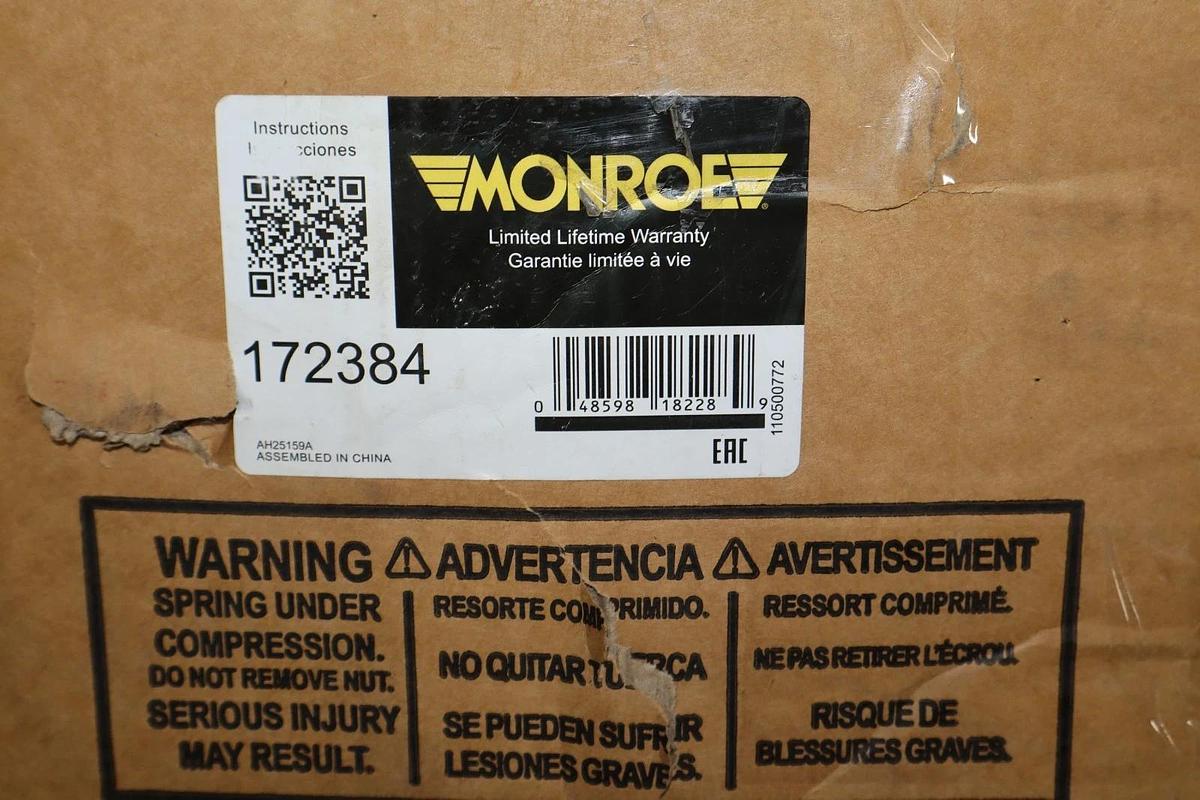 Instructions
MONROE®
Limited Lifetime Warranty
Garantie limitée à vie
172384
0 48598 18228 9
110500772
AH25159A
ASSEMBLED IN CHINA
EAC
WARNING ⚠ ADVERTENCIA ⚠ AVERTISSEMENT
SPRING UNDER
COMPRESSION.
DO NOT REMOVE NUT.
SERIOUS INJURY
MAY RESULT.
RESORTE COMPRIMIDO.
NO QUITAR TUERCA
SE PUEDEN SUFRIR
LESIONES GRAVES.
RESSORT COMPRIMÉ.
NE PAS RETIRER L'ÉCROU.
RISQUE DE
BLESSURES GRAVES.